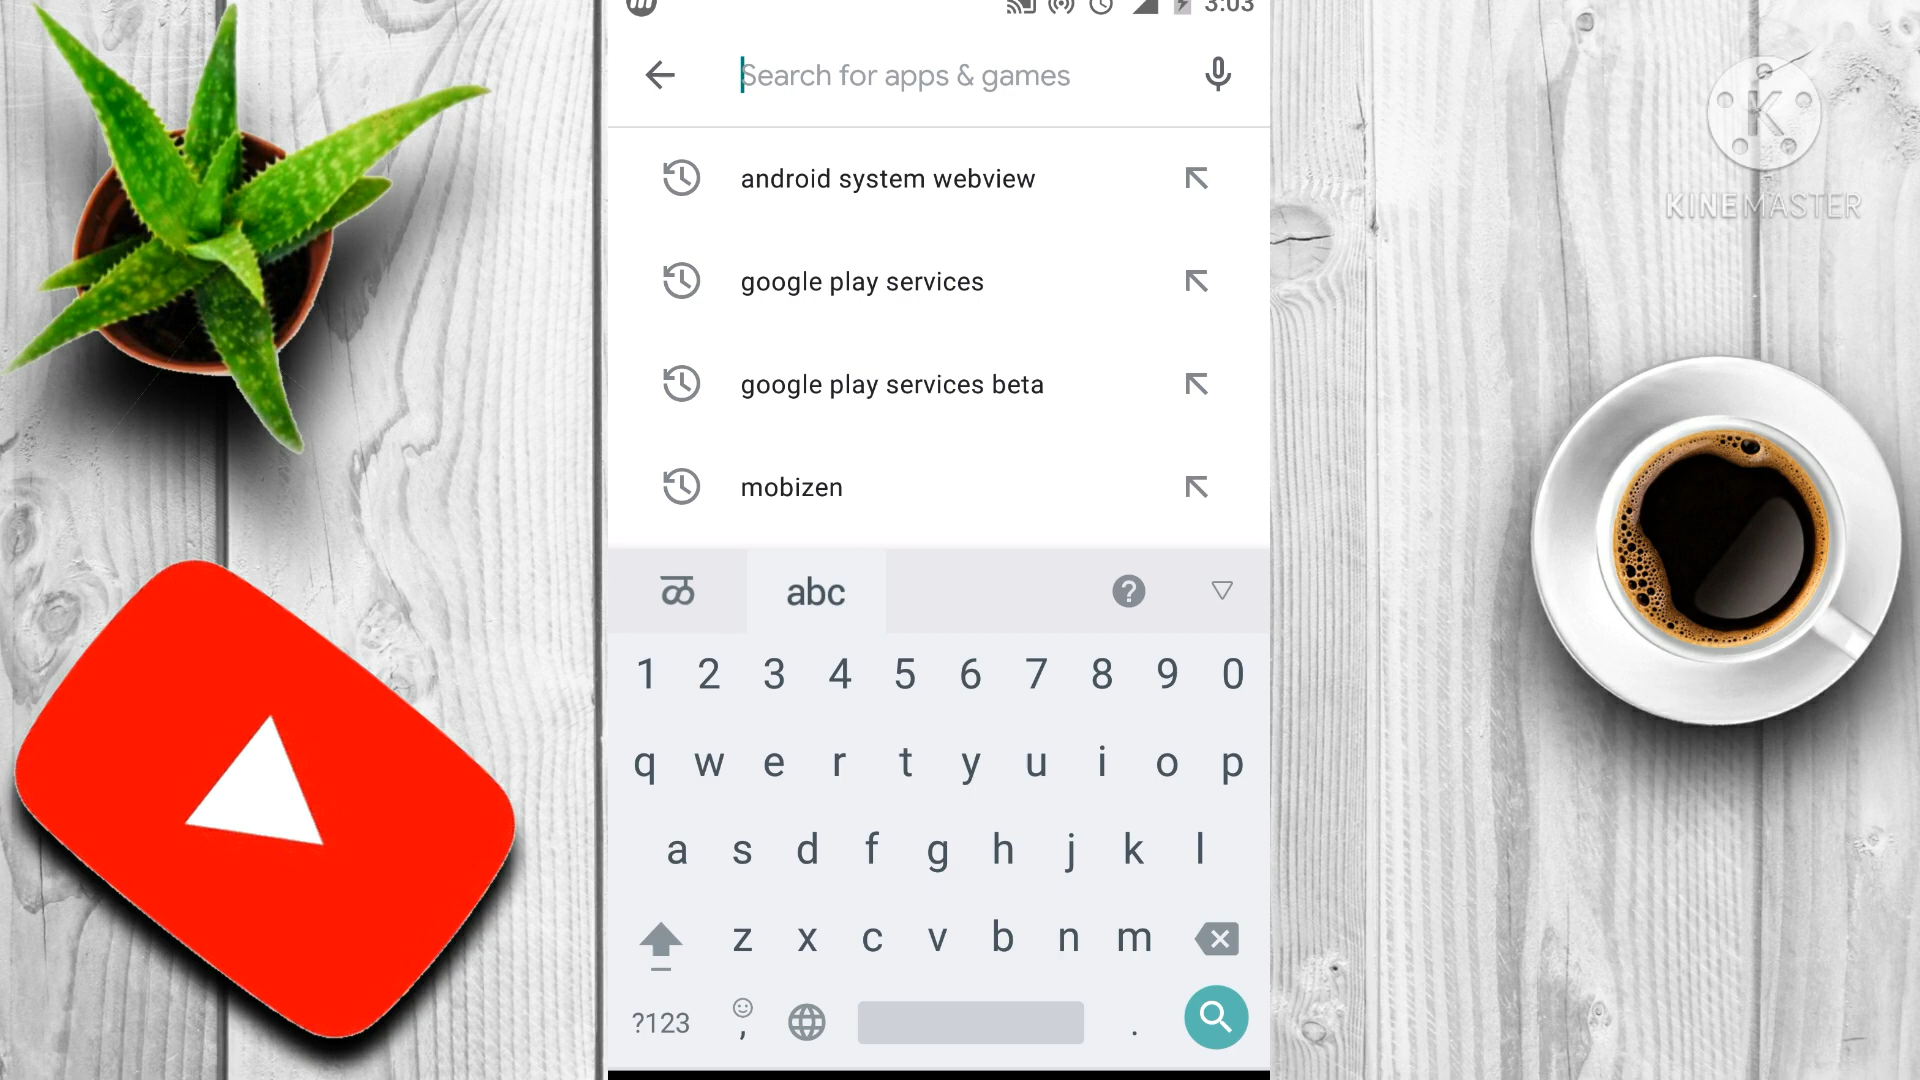 3:03
Search for apps & games
android system webview
google play services
google play services beta
mobizen
ळ abc ?
1 2 3 4 5 6 7 8 9 0
q w e r t y u i o p
a s d f g h j k l
z x c v b n m
?123 , .
K
KINEMASTER